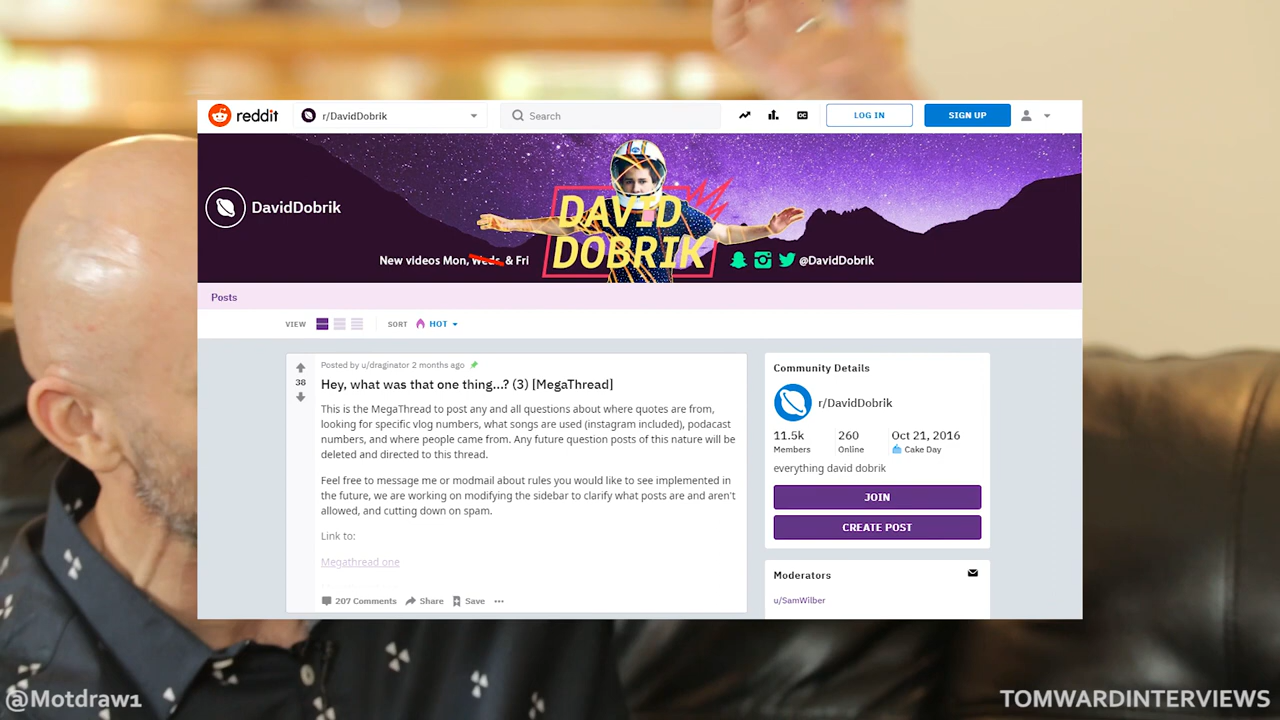 reddit
r/DavidDobrik
Search
LOG IN
SIGN UP
DavidDobrik
DAVID
DOBRIK
New videos Mon, Weds, & Fri
@DavidDobrik
Posts
VIEW
SORT
HOT
Posted by u/draginator 2 months ago
38
Hey, what was that one thing...? (3) [MegaThread]
This is the MegaThread to post any and all questions about where quotes are from,
looking for specific vlog numbers, what songs are used (instagram included), podacast
numbers, and where people came from. Any future question posts of this nature will be
deleted and directed to this thread.
Feel free to message me or modmail about rules you would like to see implemented in
the future, we are working on modifying the sidebar to clarify what posts are and aren't
allowed, and cutting down on spam.
Link to:
Megathread one
207 Comments
Share
Save
Community Details
r/DavidDobrik
11.5k
260
Oct 21, 2016
Members
Online
Cake Day
everything david dobrik
JOIN
CREATE POST
Moderators
u/SamWilber
@Motdraw1
TOMWARDINTERVIEWS